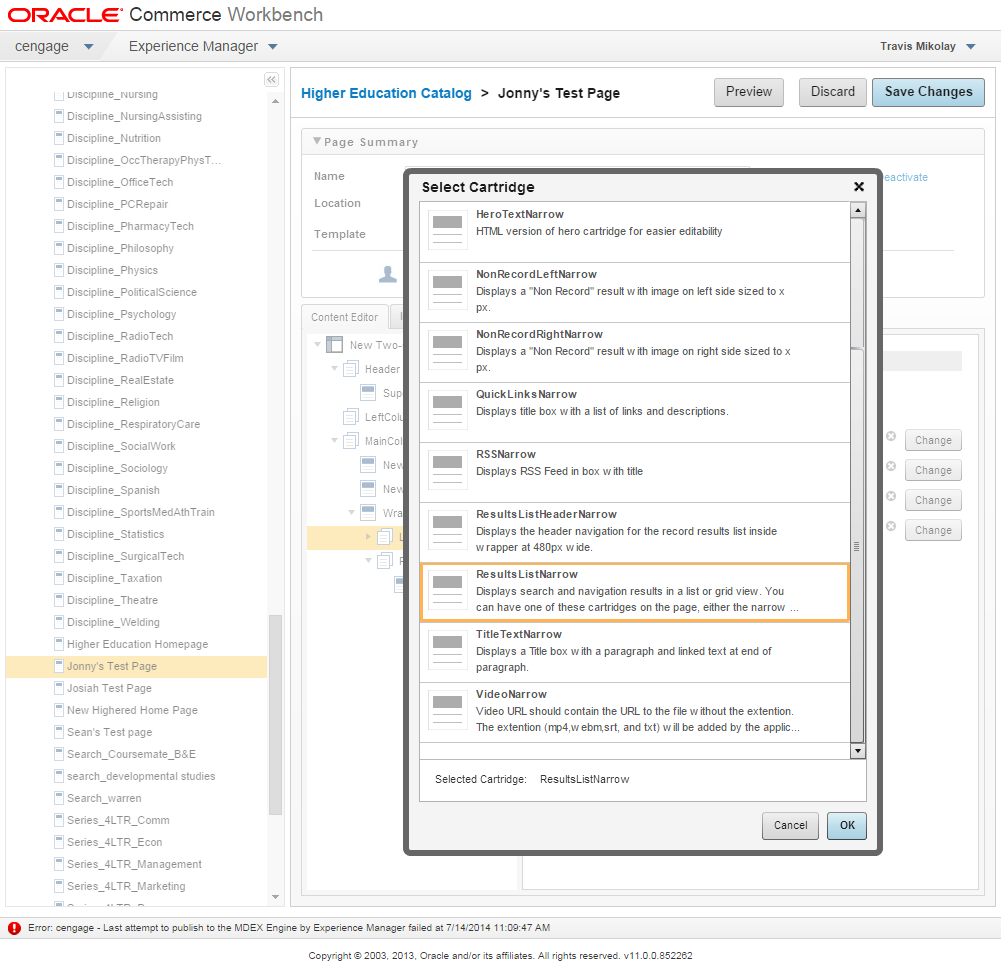 ORACLE Commerce Workbench
cengage Experience Manager Travis Mikolay
Discipline_Nursing
Discipline_NursingAssisting
Discipline_Nutrition
Discipline_OccTherapyPhysT...
Discipline_OfficeTech
Discipline_PCRepair
Discipline_PharmacyTech
Discipline_Philosophy
Discipline_Physics
Discipline_PoliticalScience
Discipline_Psychology
Discipline_RadioTech
Discipline_RadioTVFilm
Discipline_RealEstate
Discipline_Religion
Discipline_RespiratoryCare
Discipline_SocialWork
Discipline_Sociology
Discipline_Spanish
Discipline_SportsMedAthTrain
Discipline_Statistics
Discipline_SurgicalTech
Discipline_Taxation
Discipline_Theatre
Discipline_Welding
Higher Education Homepage
Jonny's Test Page
Josiah Test Page
New Highered Home Page
Sean's Test page
Search_Coursemate_B&E
search_developmental studies
Search_warren
Series_4LTR_Comm
Series_4LTR_Econ
Series_4LTR_Management
Series_4LTR_Marketing
Higher Education Catalog > Jonny's Test Page
Preview Discard Save Changes
Page Summary
Name
Location
Template
eactivate
Content Editor
New Two-
Header
Sup
LeftColu
MainCol
New
New
Wra
Change
Change
Change
Change
Select Cartridge
HeroTextNarrow
HTML version of hero cartridge for easier editability
NonRecordLeftNarrow
Displays a "Non Record" result with image on left side sized to x
px.
NonRecordRightNarrow
Displays a "Non Record" result with image on right side sized to x
px.
QuickLinksNarrow
Displays title box with a list of links and descriptions.
RSSNarrow
Displays RSS Feed in box with title
ResultsListHeaderNarrow
Displays the header navigation for the record results list inside
wrapper at 480px wide.
ResultsListNarrow
Displays search and navigation results in a list or grid view. You
can have one of these cartridges on the page, either the narrow ...
TitleTextNarrow
Displays a Title box with a paragraph and linked text at end of
paragraph.
VideoNarrow
Video URL should contain the URL to the file without the extention.
The extention (mp4,webm,srt, and txt) will be added by the applic...
Selected Cartridge: ResultsListNarrow
Cancel OK
Error: cengage - Last attempt to publish to the MDEX Engine by Experience Manager failed at 7/14/2014 11:09:47 AM
Copyright © 2003, 2013, Oracle and/or its affiliates. All rights reserved. v11.0.0.852262